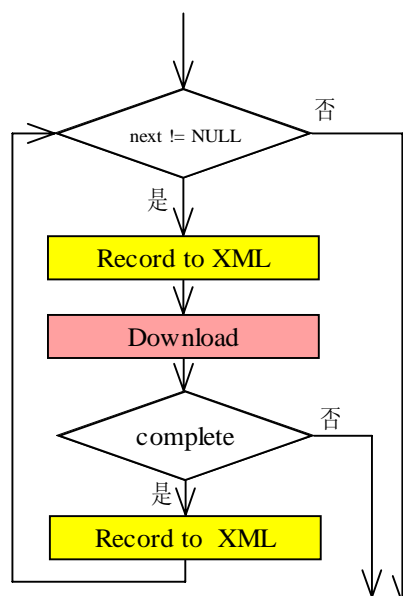 否
next != NULL
是
Record to XML
Download
否
complete
是
Record to XML